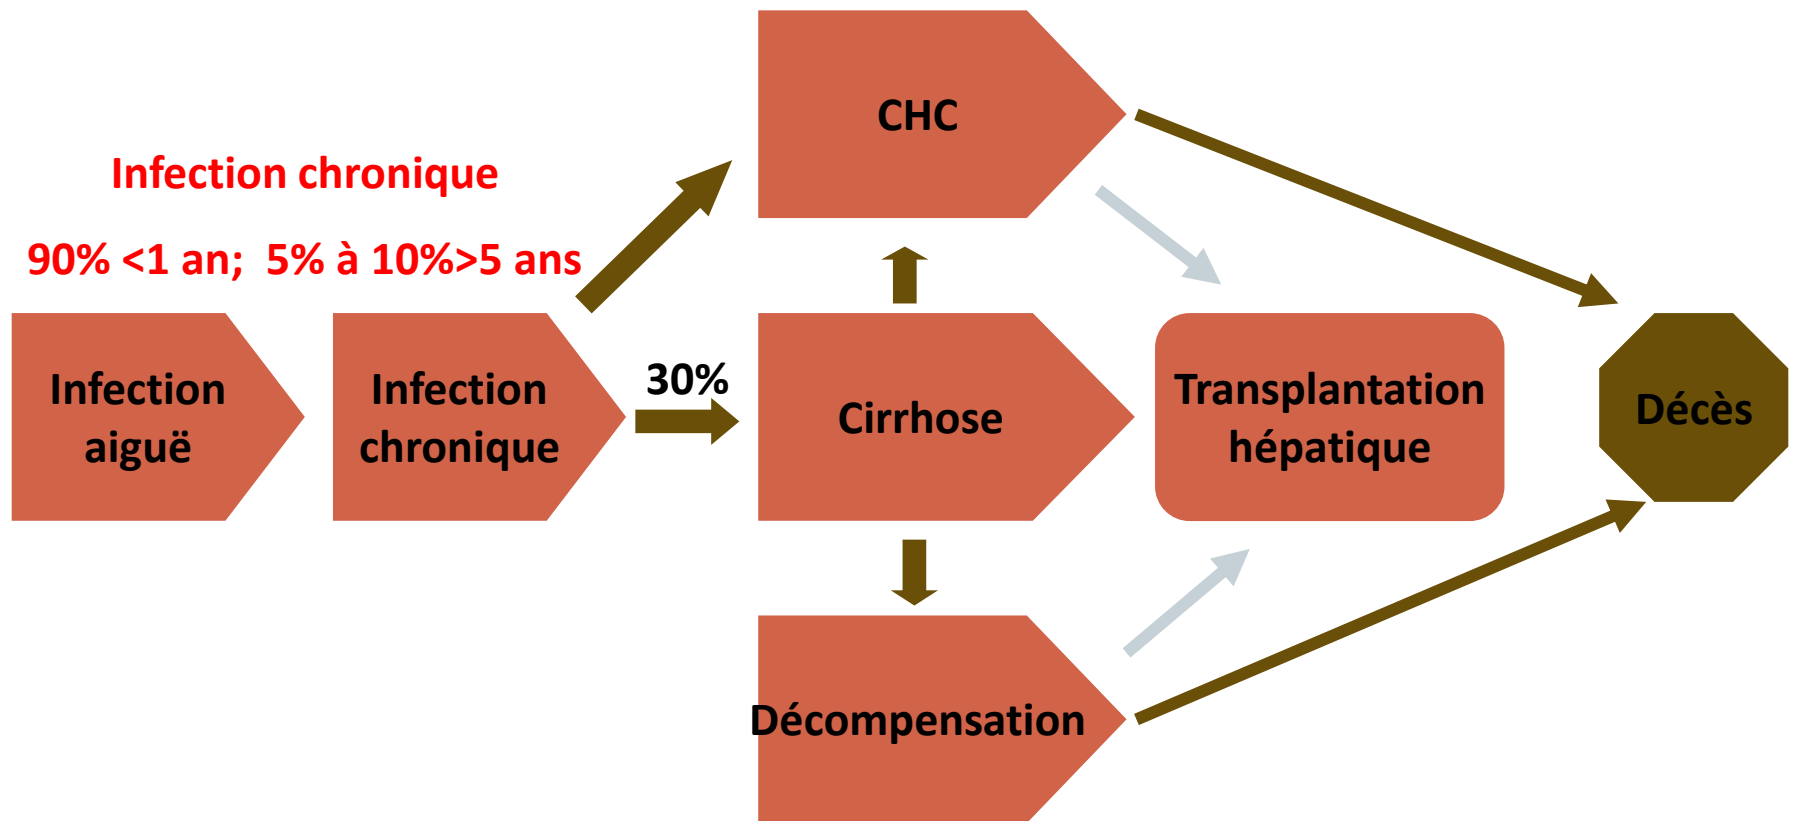 CHC
Infection chronique
90% <1 an; 5% à 10%>5 ans
Infection
aiguë
Infection
chronique
30%
Cirrhose
Transplantation
hépatique
Décès
Décompensation